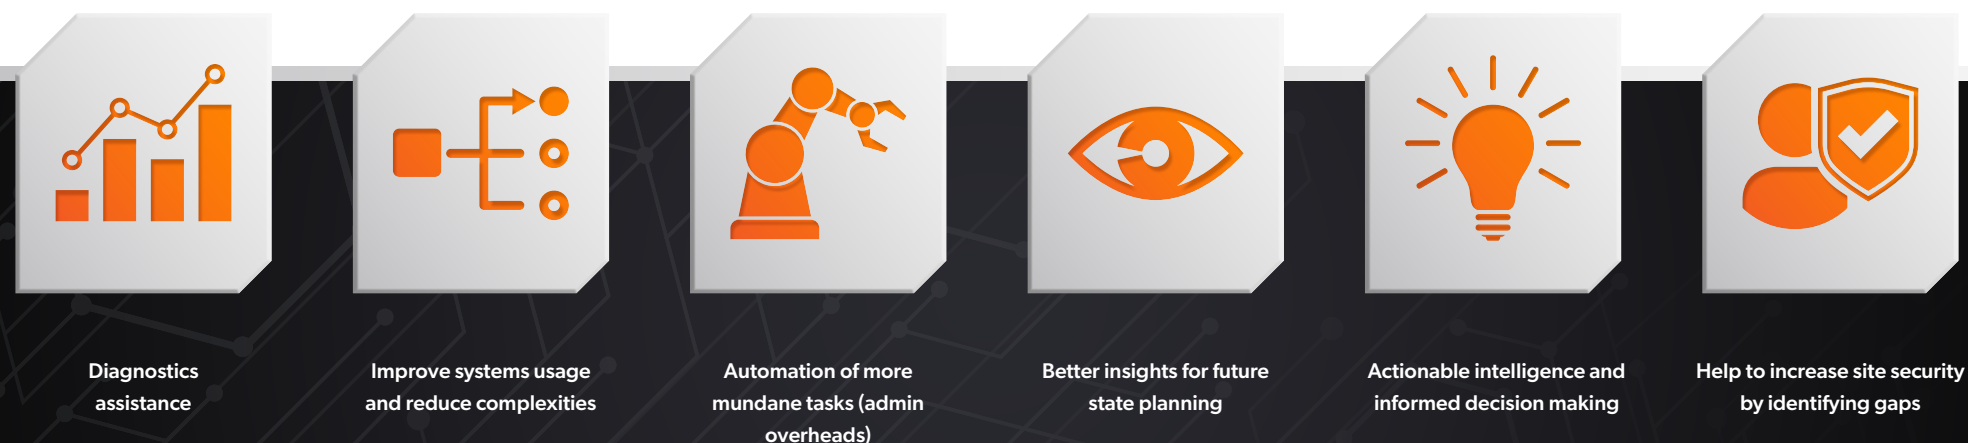 Diagnostics
assistance
Improve systems usage
and reduce complexities
Automation of more
mundane tasks (admin
overheads)
Better insights for future
state planning
Actionable intelligence and
informed decision making
Help to increase site security
by identifying gaps